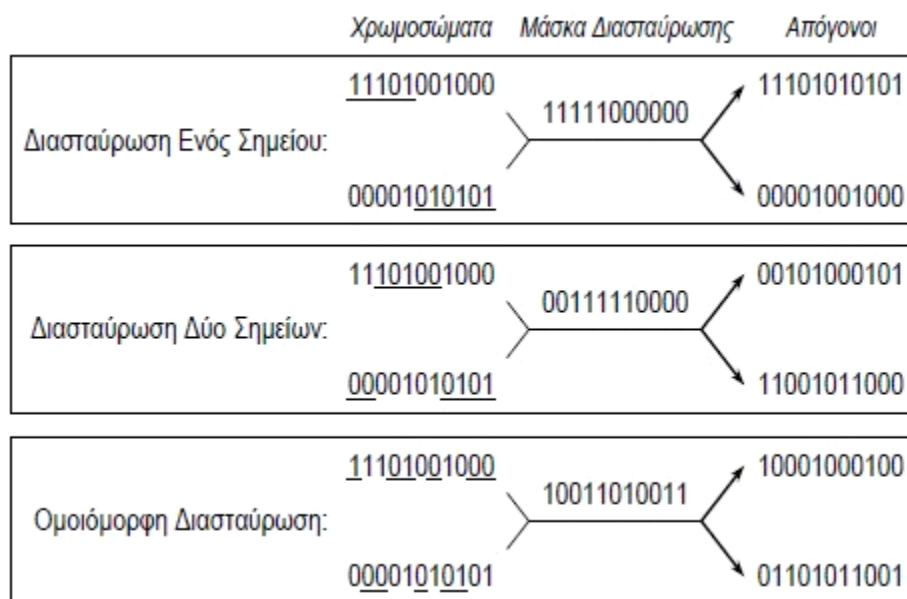 Χρωμοσώματα Μάσκα Διασταύρωσης Απόγονοι
11101001000 11101010101
11111000000
Διασταύρωση Ενός Σημείου:
00001010101 00001001000
11101001000 00101000101
00111110000
Διασταύρωση Δύο Σημείων:
00001010101 11001011000
11101001000 10001000100
10011010011
Ομοιόμορφη Διασταύρωση:
00001010101 01101011001